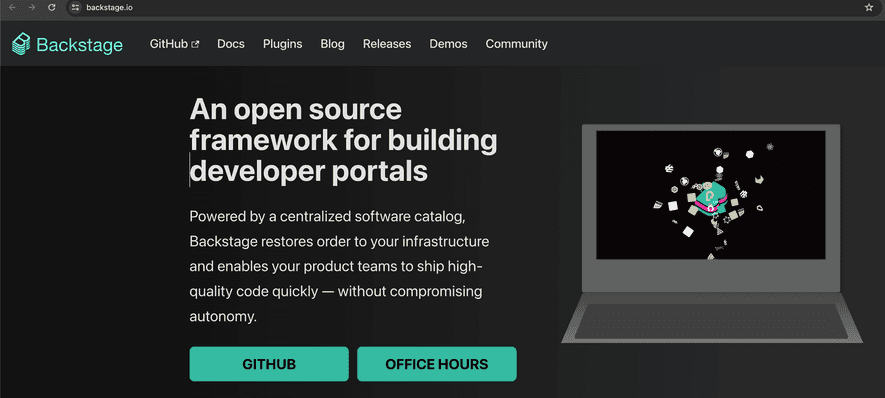 backstage.io
Backstage GitHub Docs Plugins Blog Releases Demos Community
An open source
framework for building
developer portals
Powered by a centralized software catalog,
Backstage restores order to your infrastructure
and enables your product teams to ship high-
quality code quickly — without compromising
autonomy.
GITHUB OFFICE HOURS